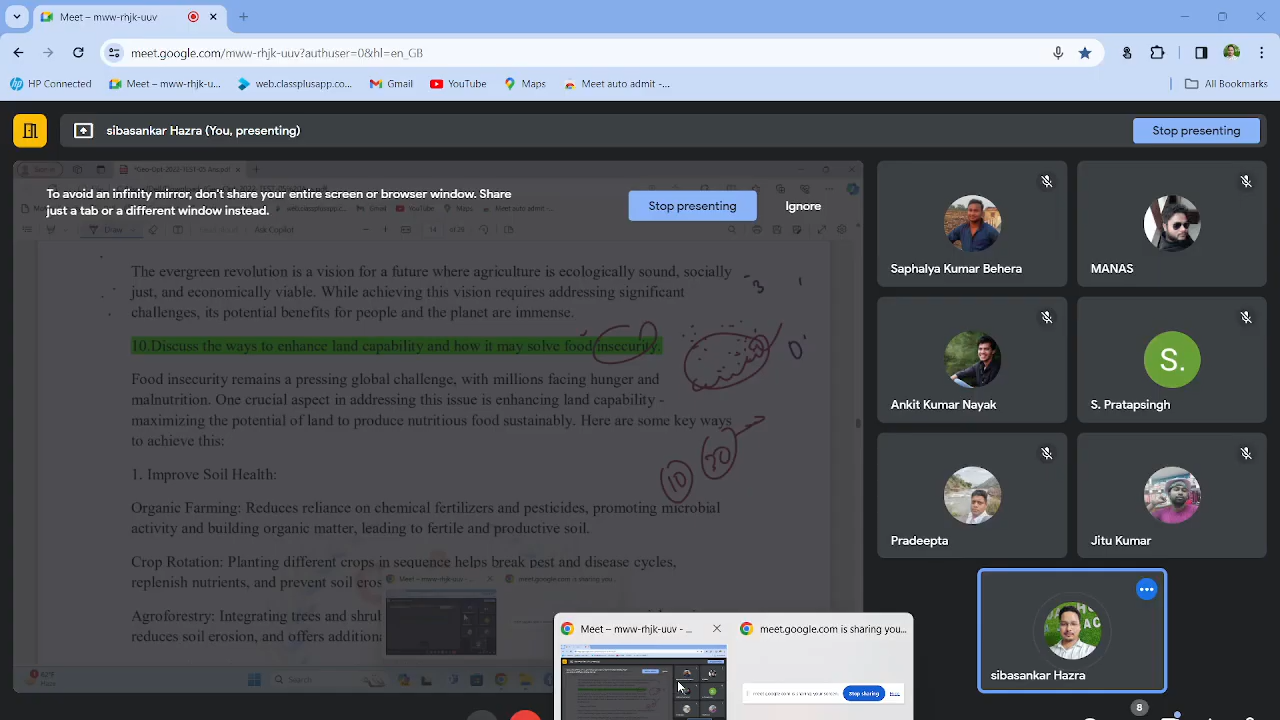 Meet – mww-rhjk-uuv
meet.google.com/mww-rhjk-uuv?authuser=0&hl=en_GB
HP Connected
Meet – mww-rhjk-u...
web.classplusapp.co...
Gmail
YouTube
Maps
Meet auto admit -...
All Bookmarks
sibasankar Hazra (You, presenting)
Stop presenting
To avoid an infinity mirror, don't share your entire screen or browser window. Share
just a tab or a different window instead.
Stop presenting
Ignore
Draw
The evergreen revolution is a vision for a future where agriculture is ecologically sound, socially
just, and economically viable. While achieving this vision requires addressing significant
challenges, its potential benefits for people and the planet are immense.
10.Discuss the ways to enhance land capability and how it may solve food insecurity.
Food insecurity remains a pressing global challenge, with millions facing hunger and
malnutrition. One crucial aspect in addressing this issue is enhancing land capability -
maximizing the potential of land to produce nutritious food sustainably. Here are some key ways
to achieve this:
10
1. Improve Soil Health:
Organic Farming: Reduce reliance on chemical fertilizers and pesticides, promoting microbial
activity and building organic matter, leading to fertile and productive soil.
Crop Rotation: Planting different crops in sequence helps break pest and disease cycles,
replenish nutrients, and prevent soil eros
Agroforestry: Integrating trees and shru
reduces soil erosion, and offers addition
Search
Saphalya Kumar Behera
MANAS
Ankit Kumar Nayak
S.
S. Pratapsingh
Pradeepta
Jitu Kumar
sibasankar Hazra
8
Meet – mww-rhjk-uuv - ...
meet.google.com is sharing you...
Stop sharing